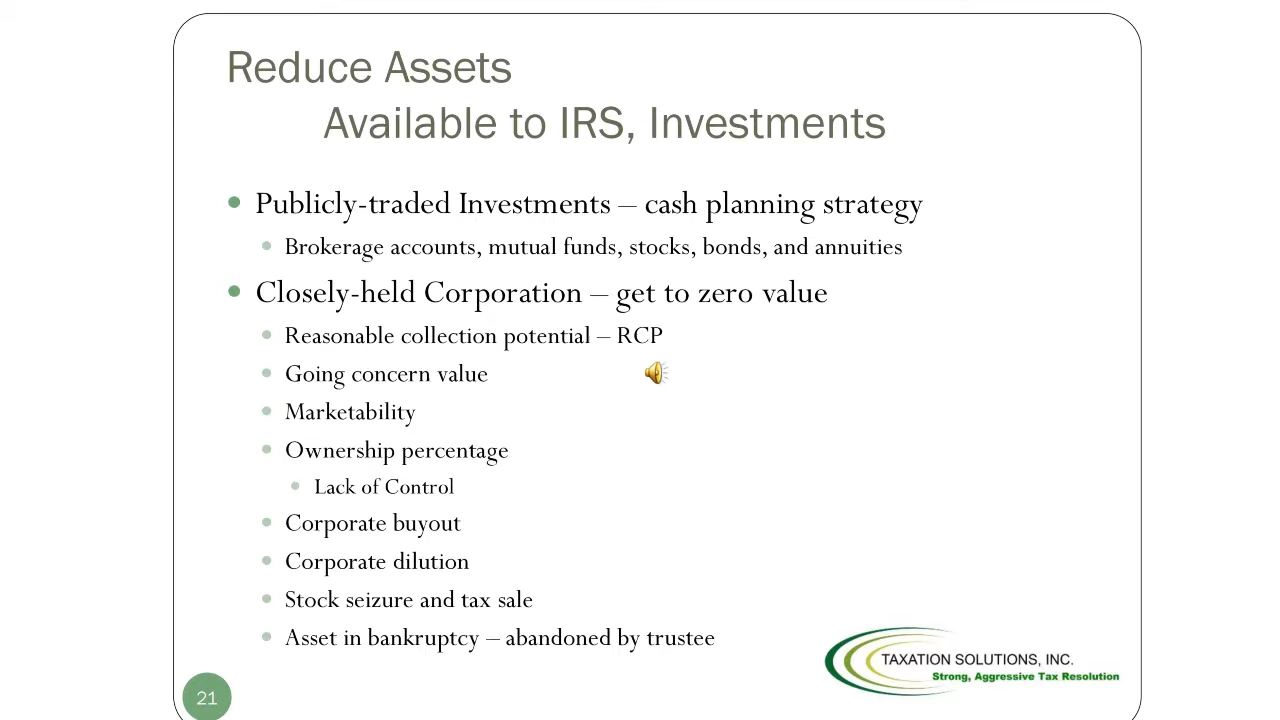 Reduce Assets
Available to IRS, Investments
Publicly-traded Investments – cash planning strategy
Brokerage accounts, mutual funds, stocks, bonds, and annuities
Closely-held Corporation – get to zero value
Reasonable collection potential – RCP
Going concern value
Marketability
Ownership percentage
Lack of Control
Corporate buyout
Corporate dilution
Stock seizure and tax sale
Asset in bankruptcy – abandoned by trustee
TAXATION SOLUTIONS, INC.
Strong, Aggressive Tax Resolution
21